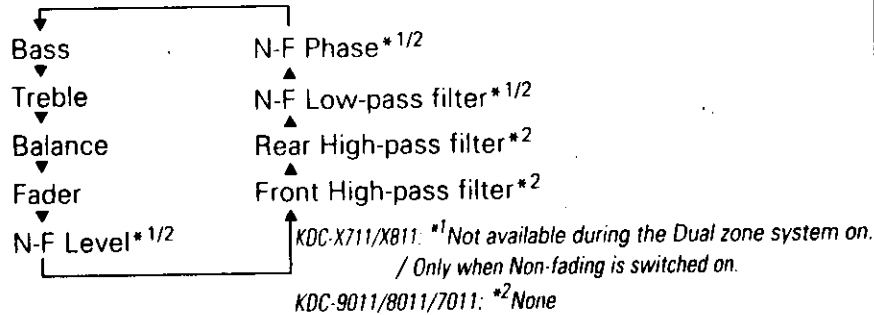 Bass
Treble
Balance
Fader
N-F Level*1/2
N-F Phase*1/2
N-F Low-pass filter*1/2
Rear High-pass filter*2
Front High-pass filter*2
KDC-X711/X811: *1Not available during the Dual zone system on.
/ Only when Non-fading is switched on.
KDC-9011/8011/7011: *2None